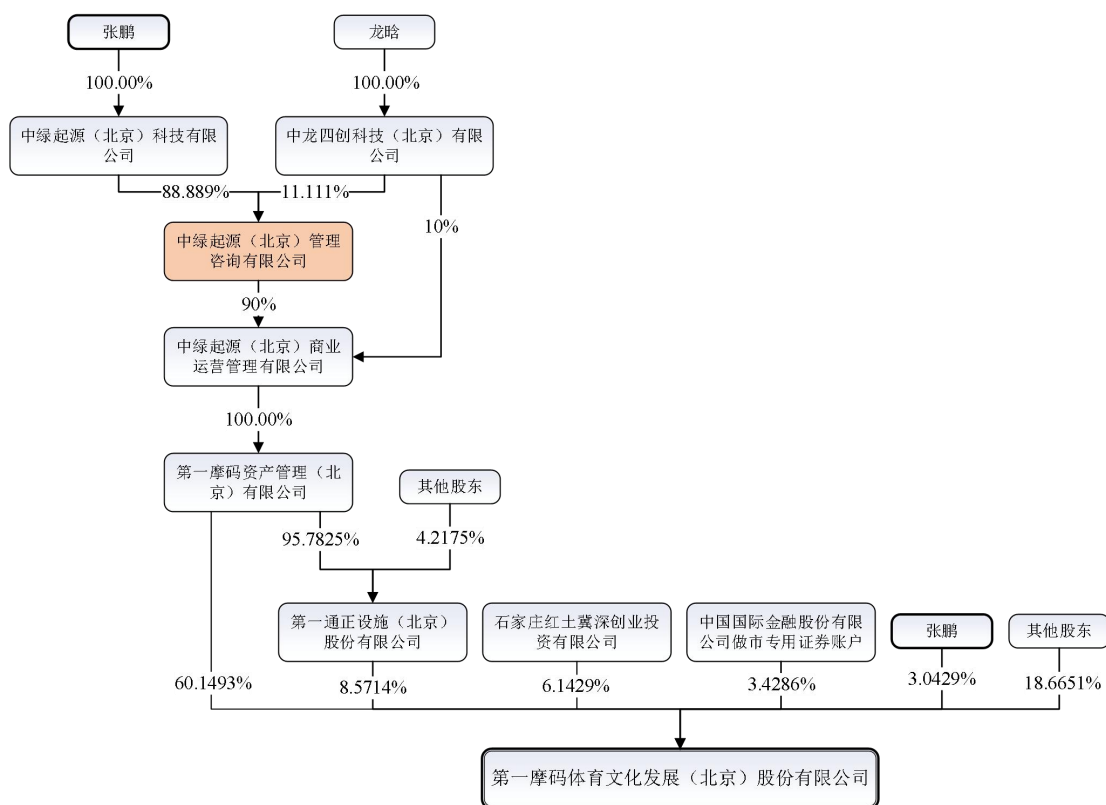 张鹏
龙晗
100.00%
100.00%
中绿起源（北京）科技有限
公司
中龙四创科技（北京）有限
公司
88.889%
11.111%
10%
中绿起源（北京）管理
咨询有限公司
90%
中绿起源（北京）商业
运营管理有限公司
100.00%
第一摩码资产管理（北
京）有限公司
其他股东
95.7825%
4.2175%
第一通正设施（北京）
股份有限公司
石家庄红土冀深创业投
资有限公司
中国国际金融股份有限
公司做市专用证券账户
张鹏
其他股东
60.1493%
8.5714%
6.1429%
3.4286%
3.0429%
18.6651%
第一摩码体育文化发展（北京）股份有限公司